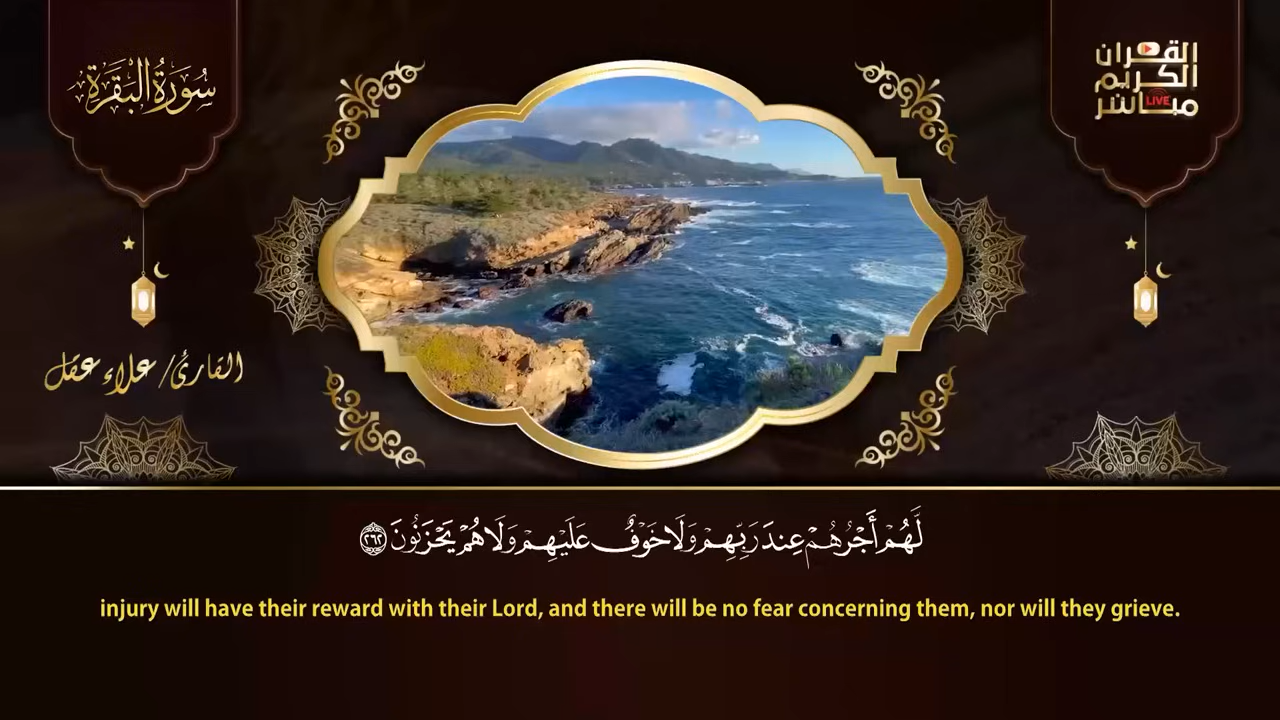 سُورَةُ البَقَرَةِ
القرآن
الكريم
مباشر
LIVE
القارئ/ علاء عقل
لَّهُمْ أَجْرُهُمْ عِندَ رَبِّهِمْ وَلَا خَوْفٌ عَلَيْهِمْ وَلَا هُمْ يَحْزَنُونَ ٢٦٢
injury will have their reward with their Lord, and there will be no fear concerning them, nor will they grieve.